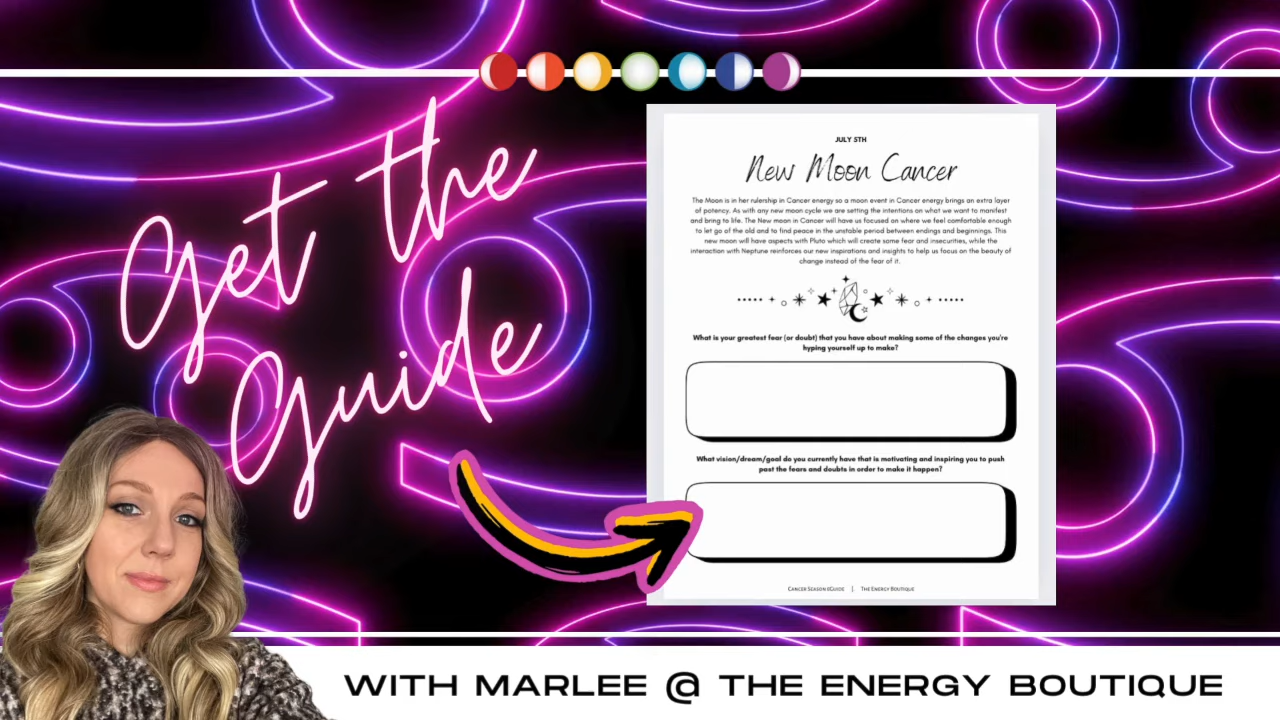 Get the
Guide
JULY 5TH
New Moon Cancer
The Moon is in her rulership in Cancer energy so a moon event in Cancer energy brings an extra layer
of potency. As with any new moon cycle we are setting the intentions on what we want to manifest
and bring to life. The New moon in Cancer will have us focused on where we feel comfortable enough
to let go of the old and to find peace in the unstable period between endings and beginnings. This
new moon will have aspects with Pluto which will create some fear and insecurities, while the
interaction with Neptune reinforces our new inspirations and insights to help us focus on the beauty of
change instead of the fear of it.
What is your greatest fear (or doubt) that you have about making some of the changes you're
hyping yourself up to make?
What vision/dream/goal do you currently have that is motivating and inspiring you to push
past the fears and doubts in order to make it happen?
CANCER SEASON EGUIDE | THE ENERGY BOUTIQUE
WITH MARLEE @ THE ENERGY BOUTIQUE